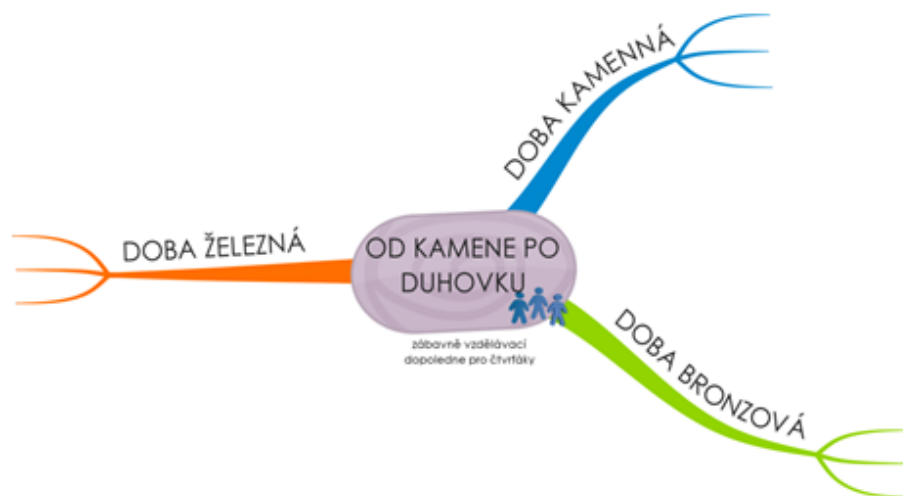 DOBA KAMENNÁ
DOBA ŽELEZNÁ
OD KAMENE PO
DUHOVKU
zábavně vzdělávací
dopoledne pro čtvrťáky
DOBA BRONZOVÁ